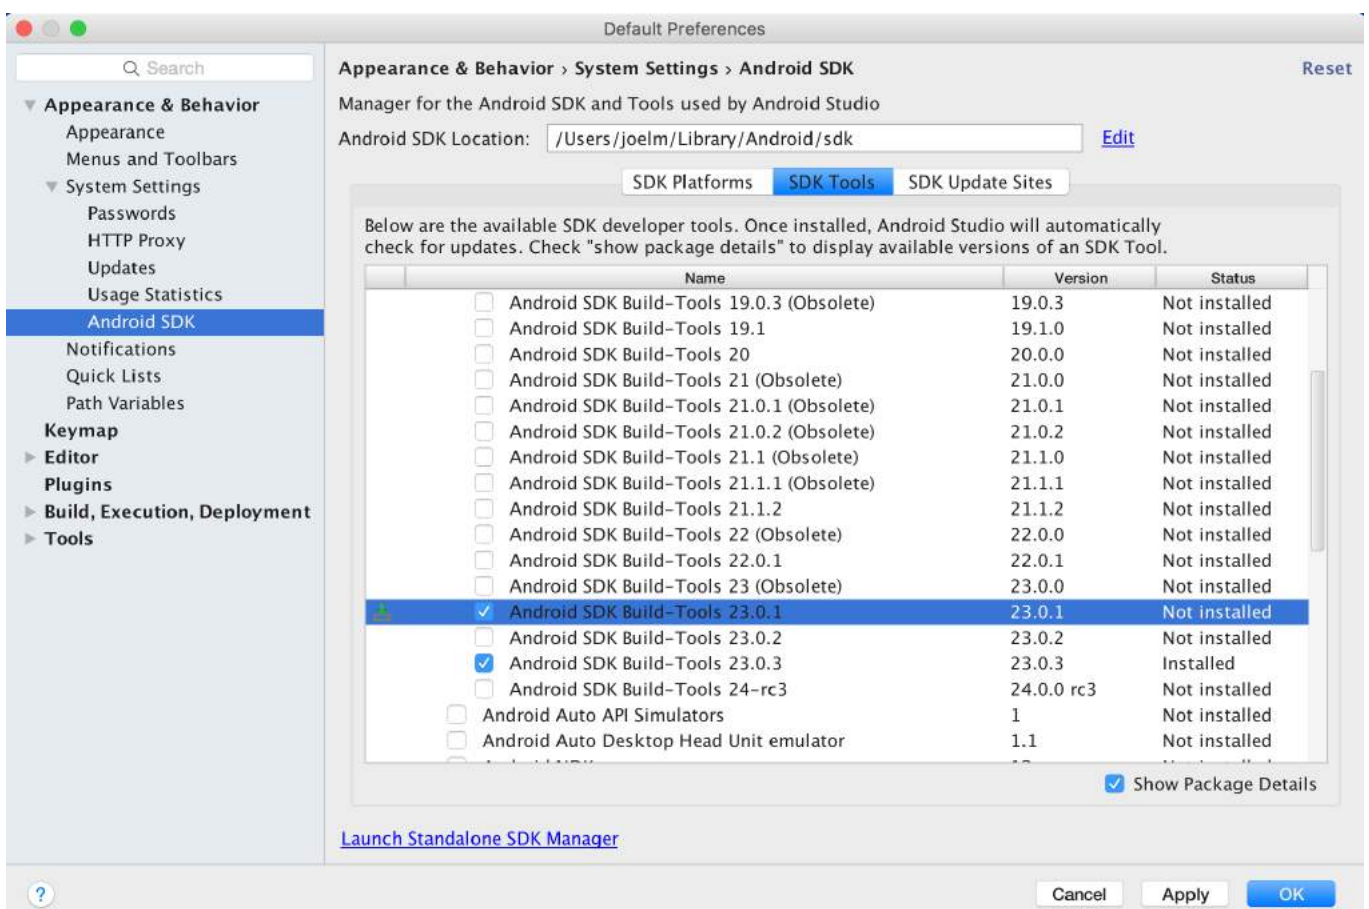 Default Preferences
Search
Appearance & Behavior
Appearance
Menus and Toolbars
System Settings
Passwords
HTTP Proxy
Updates
Usage Statistics
Android SDK
Notifications
Quick Lists
Path Variables
Keymap
Editor
Plugins
Build, Execution, Deployment
Tools
Appearance & Behavior › System Settings › Android SDK
Reset
Manager for the Android SDK and Tools used by Android Studio
Android SDK Location: /Users/joelm/Library/Android/sdk Edit
SDK Platforms SDK Tools SDK Update Sites
Below are the available SDK developer tools. Once installed, Android Studio will automatically
check for updates. Check "show package details" to display available versions of an SDK Tool.
Name Version Status
Android SDK Build-Tools 19.0.3 (Obsolete) 19.0.3 Not installed
Android SDK Build-Tools 19.1 19.1.0 Not installed
Android SDK Build-Tools 20 20.0.0 Not installed
Android SDK Build-Tools 21 (Obsolete) 21.0.0 Not installed
Android SDK Build-Tools 21.0.1 (Obsolete) 21.0.1 Not installed
Android SDK Build-Tools 21.0.2 (Obsolete) 21.0.2 Not installed
Android SDK Build-Tools 21.1 (Obsolete) 21.1.0 Not installed
Android SDK Build-Tools 21.1.1 (Obsolete) 21.1.1 Not installed
Android SDK Build-Tools 21.1.2 21.1.2 Not installed
Android SDK Build-Tools 22 (Obsolete) 22.0.0 Not installed
Android SDK Build-Tools 22.0.1 22.0.1 Not installed
Android SDK Build-Tools 23 (Obsolete) 23.0.0 Not installed
Android SDK Build-Tools 23.0.1 23.0.1 Not installed
Android SDK Build-Tools 23.0.2 23.0.2 Not installed
Android SDK Build-Tools 23.0.3 23.0.3 Installed
Android SDK Build-Tools 24-rc3 24.0.0 rc3 Not installed
Android Auto API Simulators 1 Not installed
Android Auto Desktop Head Unit emulator 1.1 Not installed
Show Package Details
Launch Standalone SDK Manager
? Cancel Apply OK